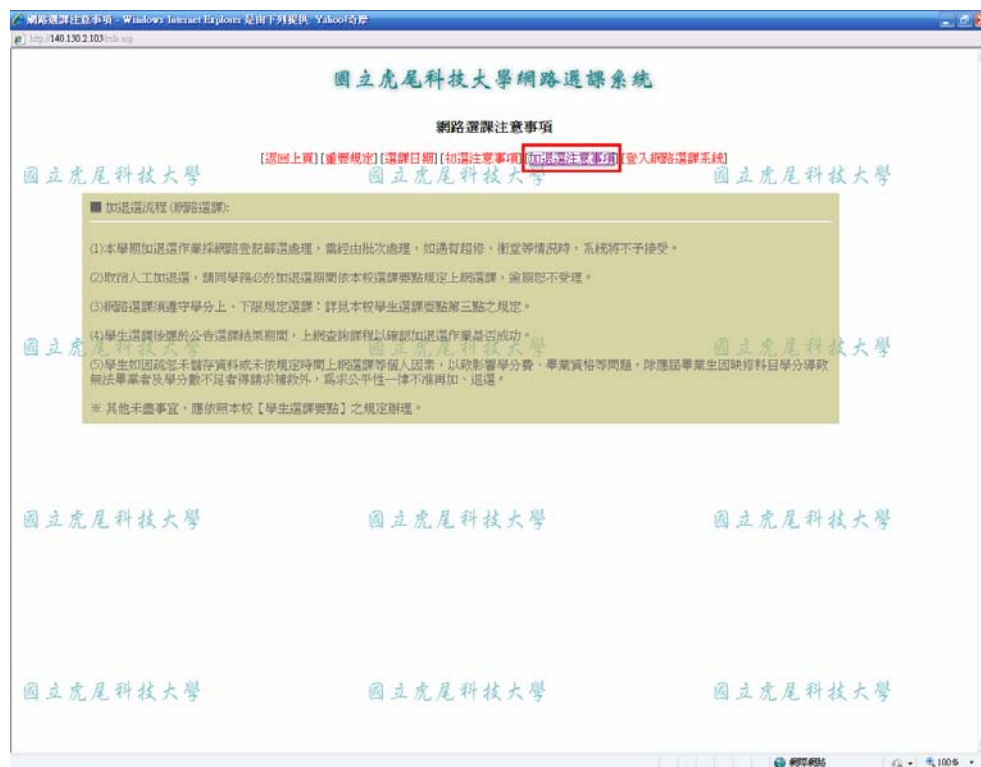 網路選課注意事項 - Windows Internet Explorer 是由下列提供: Yahoo!奇摩
http://140.130.2.103/rule.asp
國立虎尾科技大學網路選課系統
網路選課注意事項
[返回上頁][重要規定][選課日期][初選注意事項][加退選注意事項][登入網路選課系統]
國立虎尾科技大學 國立虎尾科技大學 國立虎尾科技大學
■ 加退選流程(網路選課):
(1)本學期加退選作業採網路登記篩選處理，需經由批次處理，如遇有超修、衝堂等情況時，系統將不予接受。
(2)取消人工加退選，請同學務必於加退選期間依本校選課要點規定上網選課，逾期恕不受理。
(3)網路選課須遵守學分上、下限規定選課：詳見本校學生選課要點第三點之規定。
(4)學生選課後應於公告選課結果期間，上網查詢課程以確認加退選作業是否成功。
國立虎尾科技大學 國立虎尾科技大學 國立虎尾科技大學
(5)學生如因疏忽未儲存資料或未依規定時間上網選課等個人因素，以致影響學分費、畢業資格等問題，除應屆畢業生因缺修科目學分導致
無法畢業者及學分數不足者得請求補救外，為求公平性一律不准再加、退選。
※ 其他未盡事宜，應依照本校【學生選課要點】之規定辦理。
國立虎尾科技大學 國立虎尾科技大學 國立虎尾科技大學
國立虎尾科技大學 國立虎尾科技大學 國立虎尾科技大學
網際網路 100%